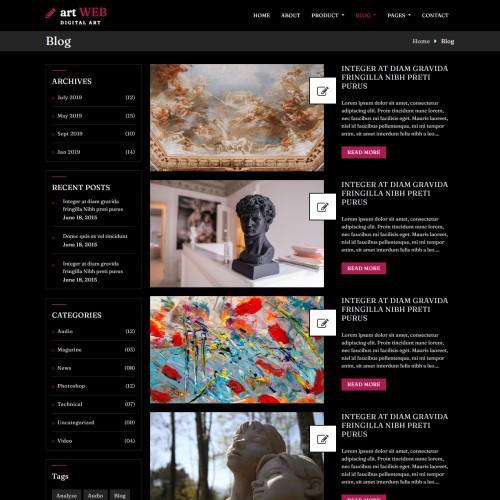 art WEB
DIGITAL ART
HOME
ABOUT
PRODUCT
BLOG
PAGES
CONTACT
Blog
Home
Blog
ARCHIVES
July 2019 (12)
May 2019 (15)
Sept 2019 (10)
Jan 2019 (14)
RECENT POSTS
Integer at diam gravida
fringilla Nibh preti purus
June 18, 2015
Donec quis ex vel tincidunt
June 18, 2015
Integer at diam gravida
fringilla Nibh preti purus
June 18, 2015
CATEGORIES
Audio (12)
Magazine (03)
News (08)
Photoshop (12)
Technical (07)
Uncategorized (09)
Video (04)
Tags
Analyze
Audio
Blog
INTEGER AT DIAM GRAVIDA
FRINGILLA NIBH PRETI
PURUS
Lorem Ipsum dolor sit amet, consectetur
adipiscing elit. Proin tincidunt nunc lorem,
nec faucibus mi facilisis eget. Mauris laoreet,
nisl id faucibus pellentesque, mi mi tempor
enim, sit amet interdum felis nibh a leo....
READ MORE
INTEGER AT DIAM GRAVIDA
FRINGILLA NIBH PRETI
PURUS
Lorem Ipsum dolor sit amet, consectetur
adipiscing elit. Proin tincidunt nunc lorem,
nec faucibus mi facilisis eget. Mauris laoreet,
nisl id faucibus pellentesque, mi mi tempor
enim, sit amet interdum felis nibh a leo....
READ MORE
INTEGER AT DIAM GRAVIDA
FRINGILLA NIBH PRETI
PURUS
Lorem Ipsum dolor sit amet, consectetur
adipiscing elit. Proin tincidunt nunc lorem,
nec faucibus mi facilisis eget. Mauris laoreet,
nisl id faucibus pellentesque, mi mi tempor
enim, sit amet interdum felis nibh a leo....
READ MORE
INTEGER AT DIAM GRAVIDA
FRINGILLA NIBH PRETI
PURUS
Lorem Ipsum dolor sit amet, consectetur
adipiscing elit. Proin tincidunt nunc lorem,
nec faucibus mi facilisis eget. Mauris laoreet,
nisl id faucibus pellentesque, mi mi tempor
enim, sit amet interdum felis nibh a leo....
READ MORE